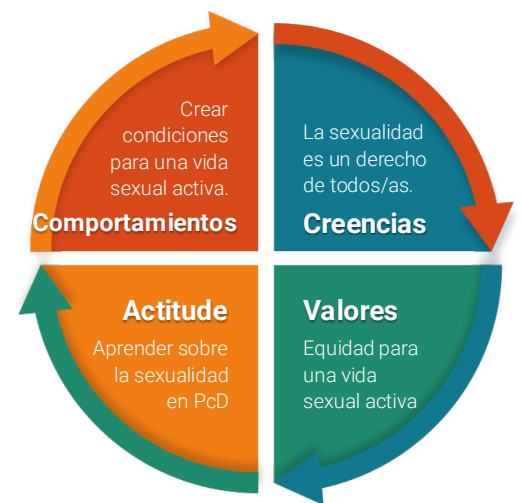 Crear
condiciones
para una vida
sexual activa.
Comportamientos
La sexualidad
es un derecho
de todos/as.
Creencias
Actitude
Aprender sobre
la sexualidad
en PcD
Valores
Equidad para
una vida
sexual activa